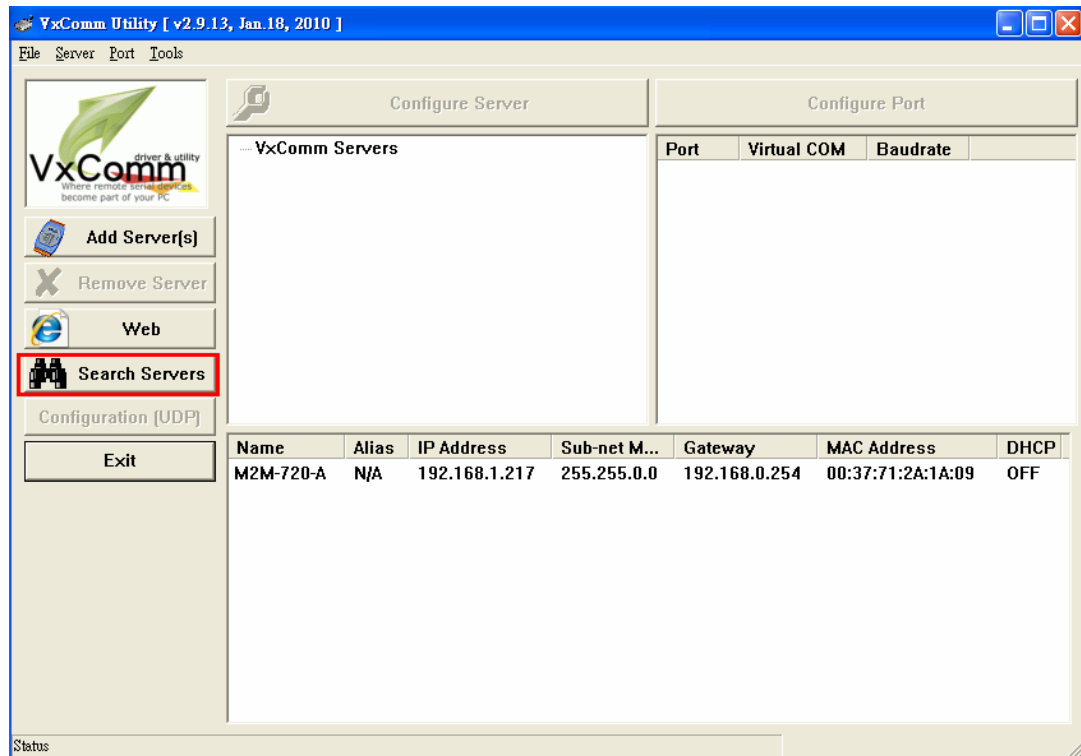 VxComm Utility [ v2.9.13, Jan.18, 2010 ]
File Server Port Tools
VxComm
driver & utility
Where remote serial devices
become part of your PC
Configure Server
Configure Port
Add Server(s)
Remove Server
Web
Search Servers
Configuration (UDP)
Exit
VxComm Servers
Port Virtual COM Baudrate
Name Alias IP Address Sub-net M... Gateway MAC Address DHCP
M2M-720-A N/A 192.168.1.217 255.255.0.0 192.168.0.254 00:37:71:2A:1A:09 OFF
Status